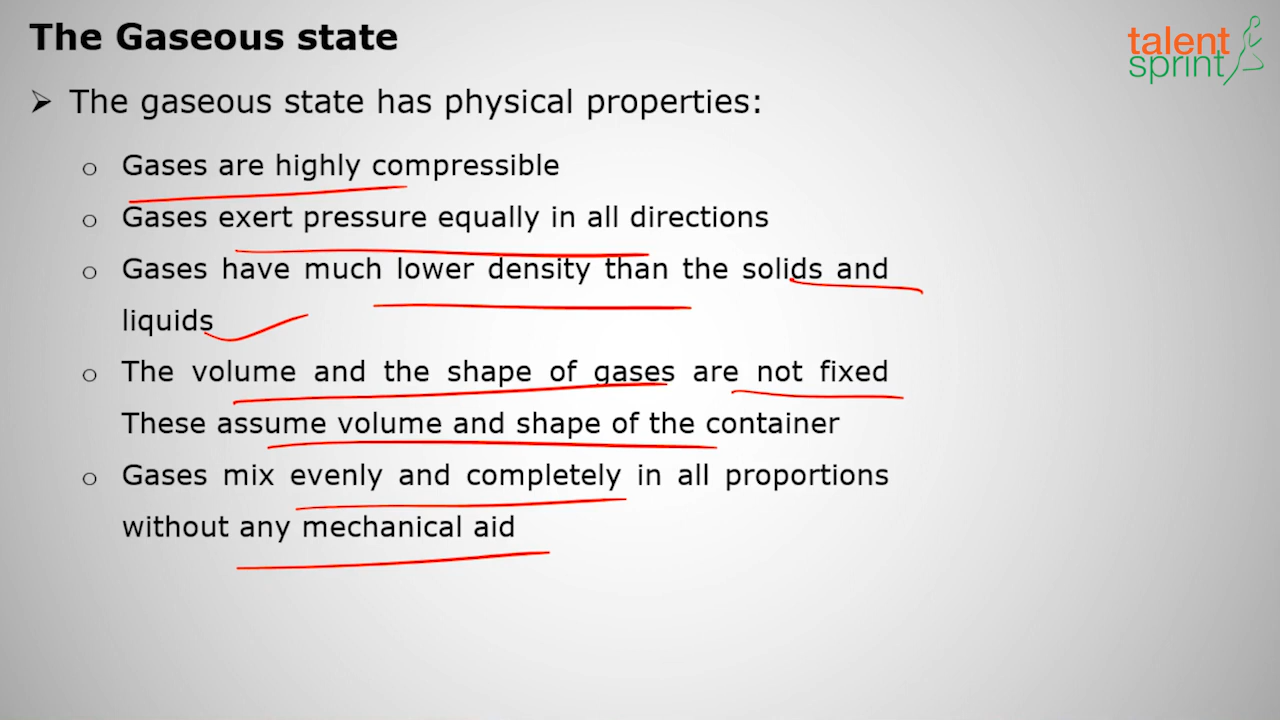 The Gaseous state
talent
sprint
➢ The gaseous state has physical properties:
o Gases are highly compressible
o Gases exert pressure equally in all directions
o Gases have much lower density than the solids and
liquids
o The volume and the shape of gases are not fixed
These assume volume and shape of the container
o Gases mix evenly and completely in all proportions
without any mechanical aid